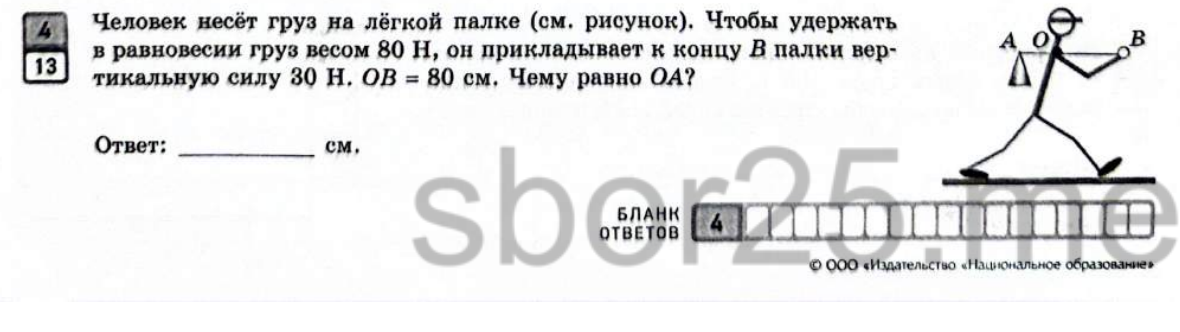 4
13
Человек несёт груз на лёгкой палке (см. рисунок). Чтобы удержать
в равновесии груз весом 80 Н, он прикладывает к концу B палки вер-
тикальную силу 30 Н. OB = 80 см. Чему равно OA?
A O B
Ответ: ____________ см.
sbor25.me
БЛАНК
ОТВЕТОВ
4
© ООО «Издательство «Национальное образование»